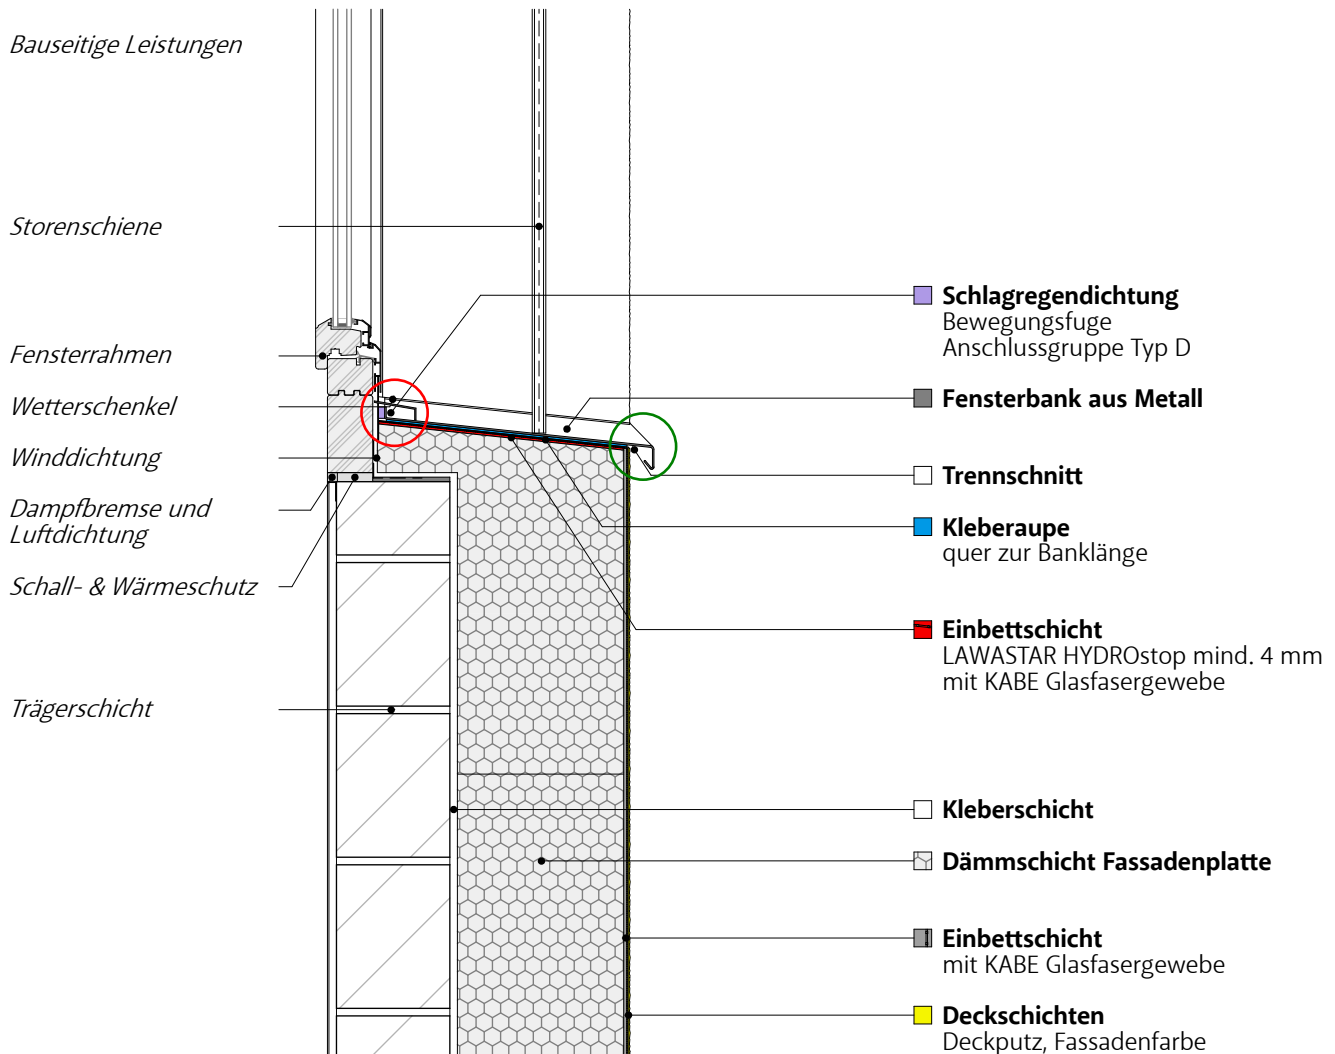 Bauseitige Leistungen
Storenschiene
Fensterrahmen
Wetterschenkel
Winddichtung
Dampfbremse und
Luftdichtung
Schall- & Wärmeschutz
Trägerschicht
Schlagregendichtung
Bewegungsfuge
Anschlussgruppe Typ D
Fensterbank aus Metall
Trennschnitt
Kleberaupe
quer zur Banklänge
Einbettschicht
LAWASTAR HYDROstop mind. 4 mm
mit KABE Glasfasergewebe
Kleberschicht
Dämmschicht Fassadenplatte
Einbettschicht
mit KABE Glasfasergewebe
Deckschichten
Deckputz, Fassadenfarbe